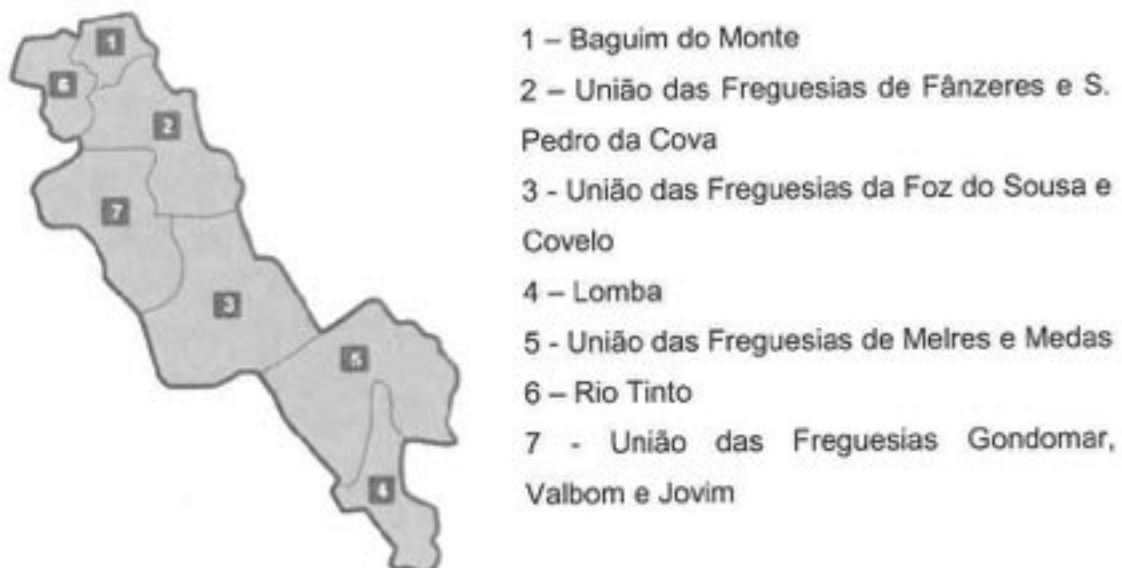 1
6
2
7
3
5
4
1 – Baguim do Monte
2 – União das Freguesias de Fânzeres e S.
Pedro da Cova
3 - União das Freguesias da Foz do Sousa e
Covelo
4 – Lomba
5 - União das Freguesias de Melres e Medas
6 – Rio Tinto
7 - União das Freguesias Gondomar,
Valbom e Jovim